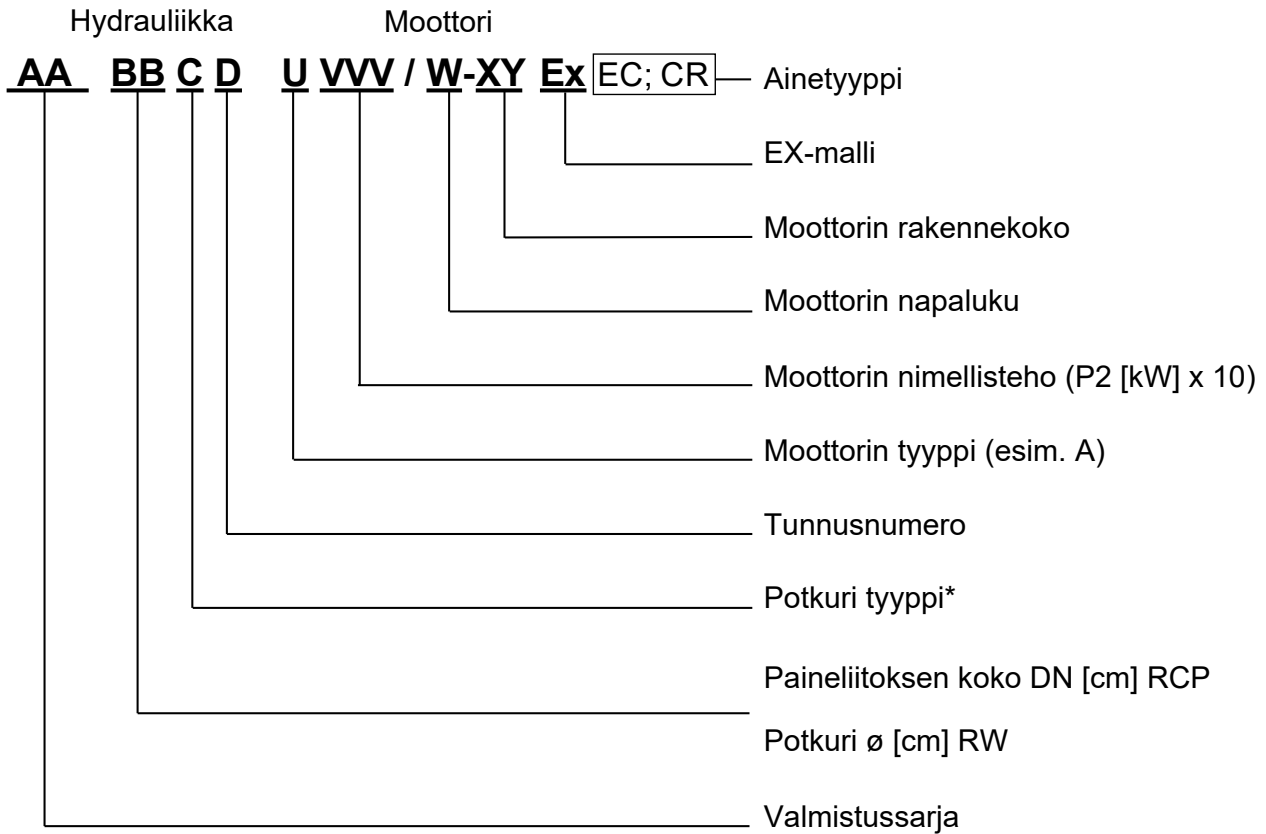 Hydrauliikka Moottori
AA BB C D U VVV / W-XY Ex EC; CR Ainetyyppi
EX-malli
Moottorin rakennekoko
Moottorin napaluku
Moottorin nimellisteho (P2 [kW] x 10)
Moottorin tyyppi (esim. A)
Tunnusnumero
Potkuri tyyppi*
Paineliitoksen koko DN [cm] RCP
Potkuri ø [cm] RW
Valmistussarja